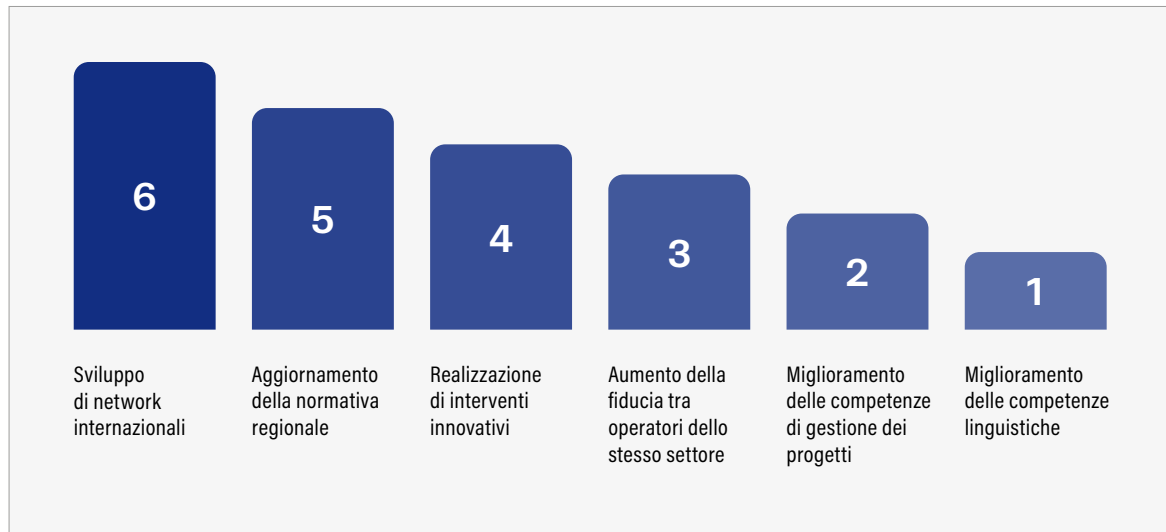 6
5
4
3
2
1
Sviluppo
di network
internazionali
Aggiornamento
della normativa
regionale
Realizzazione
di interventi
innovativi
Aumento della
fiducia tra
operatori dello
stesso settore
Miglioramento
delle competenze
di gestione dei
progetti
Miglioramento
delle competenze
linguistiche